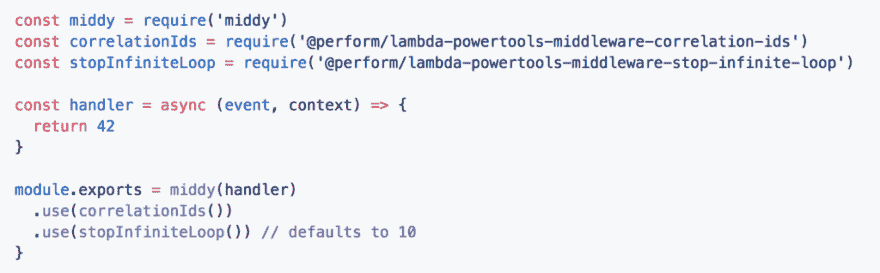 const middy = require('middy')
const correlationIds = require('@perform/lambda-powertools-middleware-correlation-ids')
const stopInfiniteLoop = require('@perform/lambda-powertools-middleware-stop-infinite-loop')
const handler = async (event, context) => {
return 42
}
module.exports = middy(handler)
.use(correlationIds())
.use(stopInfiniteLoop()) // defaults to 10
}